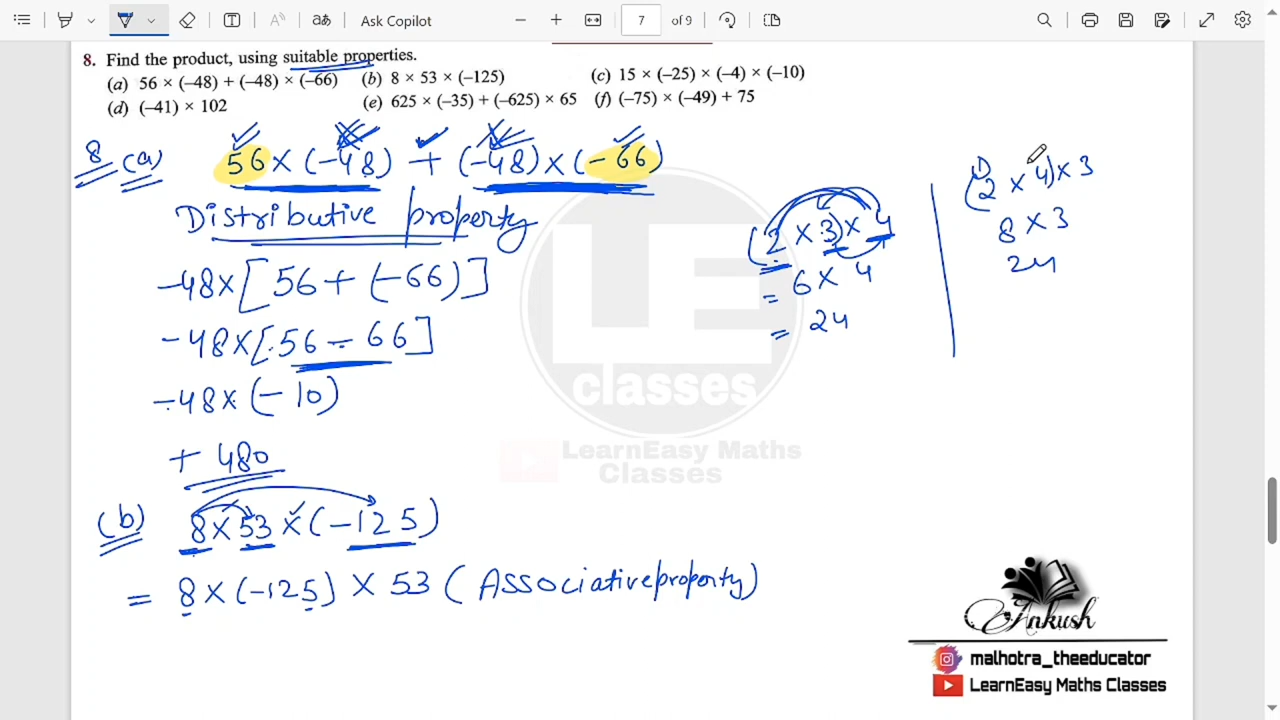 Ask Copilot
7 of 9
8. Find the product, using suitable properties.
(a) 56 × (–48) + (–48) × (–66) (b) 8 × 53 × (–125) (c) 15 × (–25) × (–4) × (–10)
(d) (–41) × 102 (e) 625 × (–35) + (–625) × 65 (f) (–75) × (–49) + 75
8 (a) 56 × (–48) + (–48) × (–66)
Distributive property
–48 × [56 + (–66)]
–48 × [56 – 66]
–48 × (–10)
+ 480
(b) 8 × 53 × (–125)
= 8 × (–125) × 53 (Associative property)
(2 × 3) × 4
= 6 × 4
= 24
(2 × 4) × 3
8 × 3
24
LE
classes
LearnEasy Maths
Classes
Ankush
malhotra_theeducator
LearnEasy Maths Classes